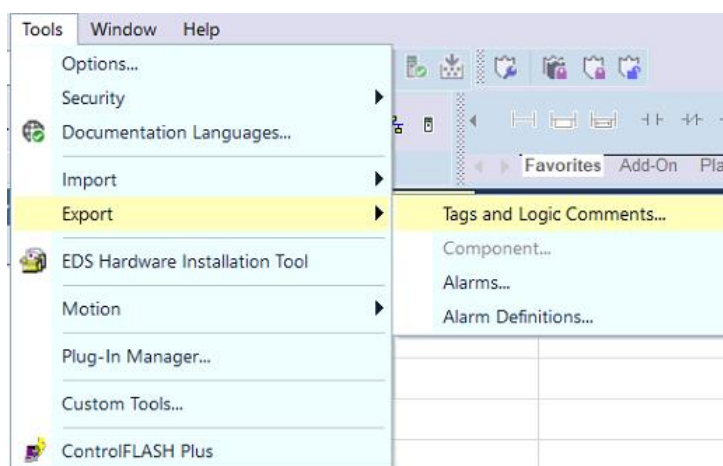 Tools Window Help
Options...
Security
Documentation Languages...
Import
Export
EDS Hardware Installation Tool
Motion
Plug-In Manager...
Custom Tools...
ControlFLASH Plus
Favorites Add-On
Tags and Logic Comments...
Component...
Alarms...
Alarm Definitions...